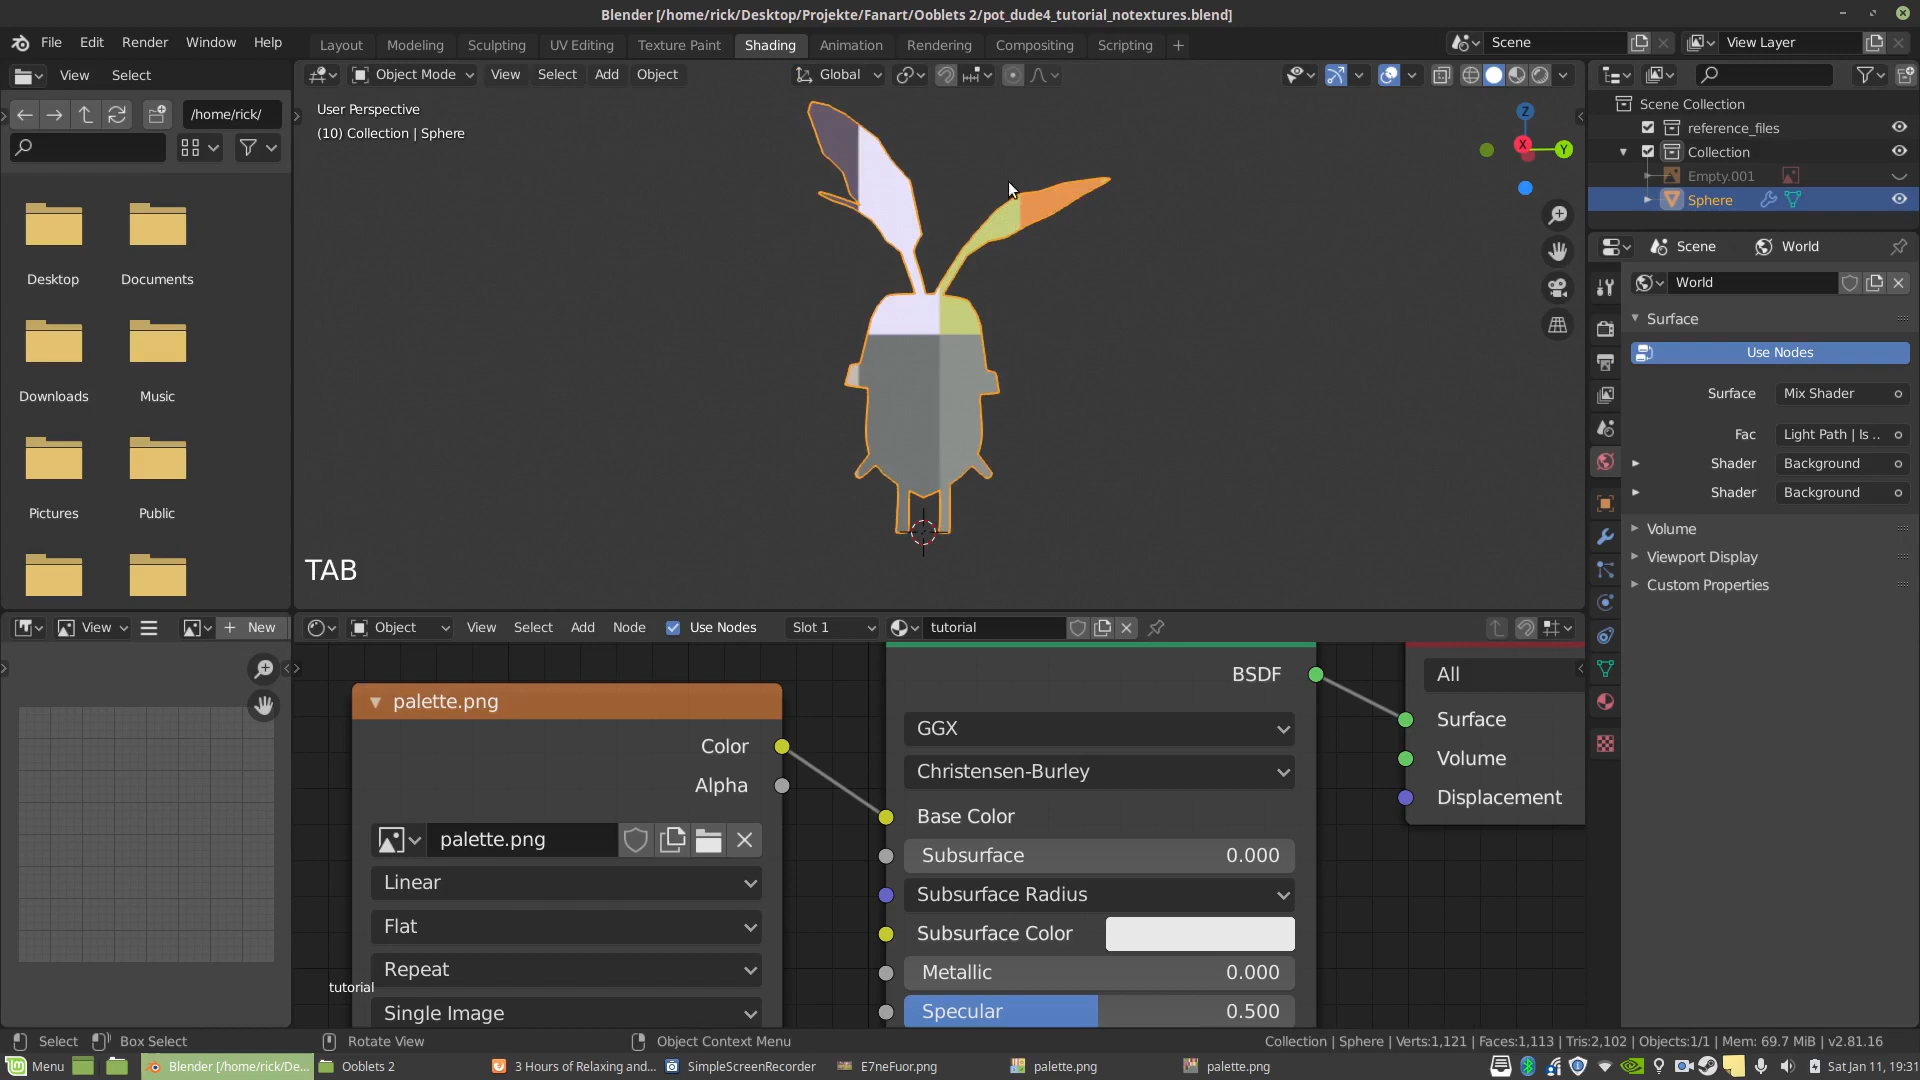 Blender [/home/rick/Desktop/Projekte/Fanart/Ooblets 2/pot_dude4_tutorial_notextures.blend]
File Edit Render Window Help
Layout Modeling Sculpting UV Editing Texture Paint Shading Animation Rendering Compositing Scripting +
Scene
View Layer
View Select
Object Mode View Select Add Object
Global
/home/rick/
User Perspective
(10) Collection | Sphere
Z
X
Y
Scene Collection
reference_files
Collection
Empty.001
Sphere
Scene World
World
Surface
Use Nodes
Surface Mix Shader
Fac Light Path | Is ..
Shader Background
Shader Background
Volume
Viewport Display
Custom Properties
Desktop Documents
Downloads Music
Pictures Public
TAB
View + New
Object View Select Add Node Use Nodes Slot 1 tutorial
palette.png
Color
Alpha
palette.png
Linear
Flat
Repeat
Single Image
tutorial
BSDF
GGX
Christensen-Burley
Base Color
Subsurface 0.000
Subsurface Radius
Subsurface Color
Metallic 0.000
Specular 0.500
All
Surface
Volume
Displacement
Select Box Select Rotate View Object Context Menu
Collection | Sphere | Verts:1,121 | Faces:1,113 | Tris:2,102 | Objects:1/1 | Mem: 69.7 MiB | v2.81.16
Menu Blender [/home/rick/De... Ooblets 2 3 Hours of Relaxing and... SimpleScreenRecorder E7neFuor.png palette.png palette.png Sat Jan 11, 19:31